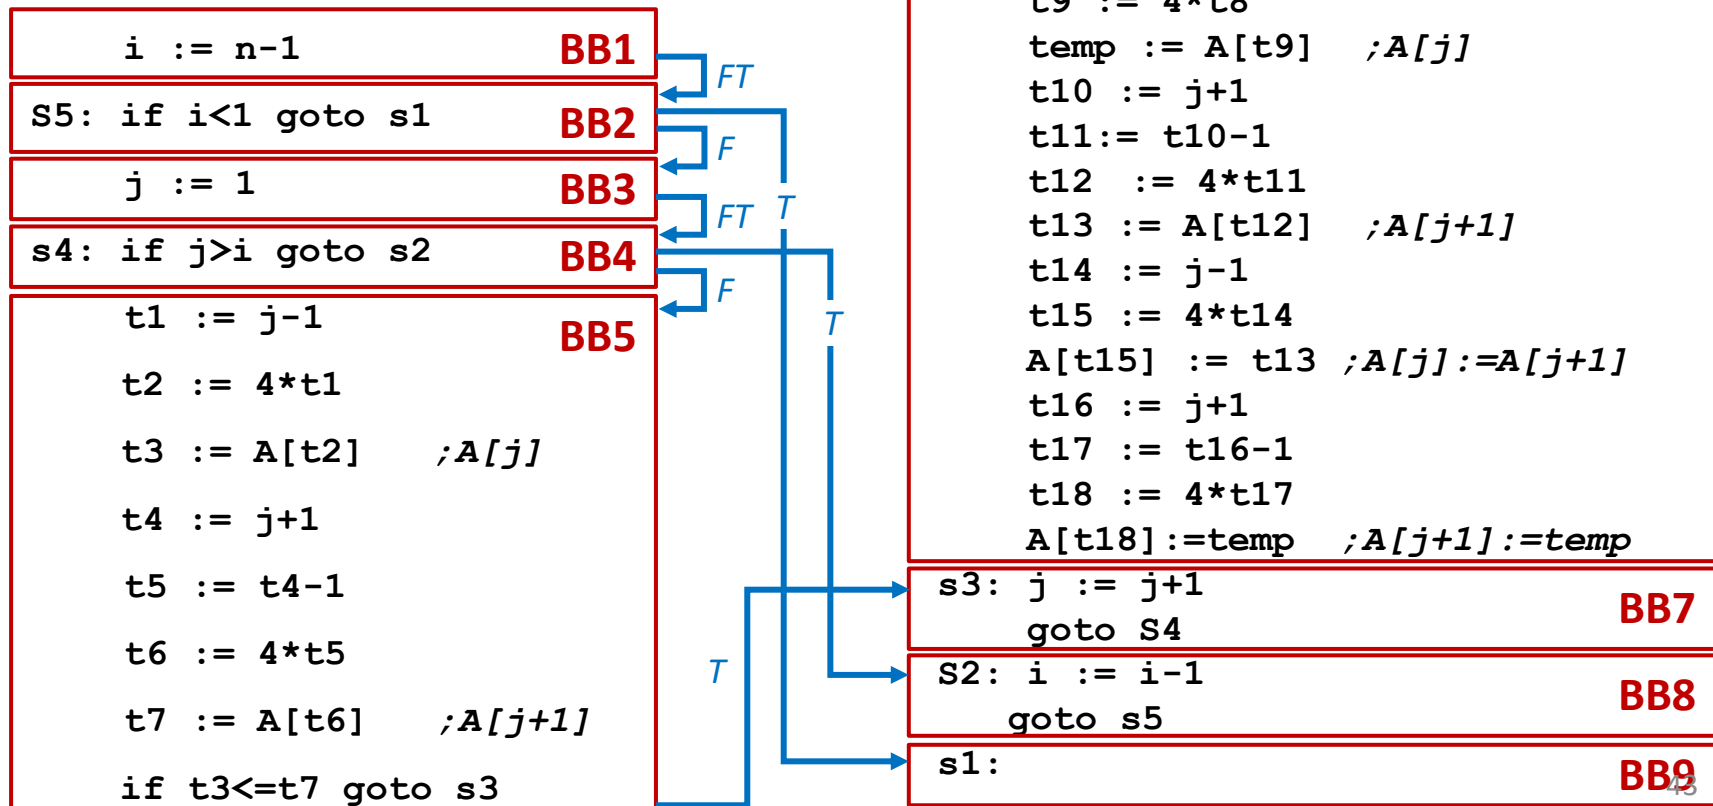 i := n-1 BB1
FT
S5: if i<1 goto s1 BB2
F
j := 1 BB3
FT
T
s4: if j>i goto s2 BB4
F
T
t1 := j-1 BB5
t2 := 4*t1
t3 := A[t2] ;A[j]
t4 := j+1
t5 := t4-1
t6 := 4*t5
t7 := A[t6] ;A[j+1]
if t3<=t7 goto s3
T
t9 := 4*t8
temp := A[t9] ;A[j]
t10 := j+1
t11:= t10-1
t12 := 4*t11
t13 := A[t12] ;A[j+1]
t14 := j-1
t15 := 4*t14
A[t15] := t13 ;A[j]:=A[j+1]
t16 := j+1
t17 := t16-1
t18 := 4*t17
A[t18]:=temp ;A[j+1]:=temp
s3: j := j+1
goto S4 BB7
S2: i := i-1
goto s5 BB8
s1: BB9
43